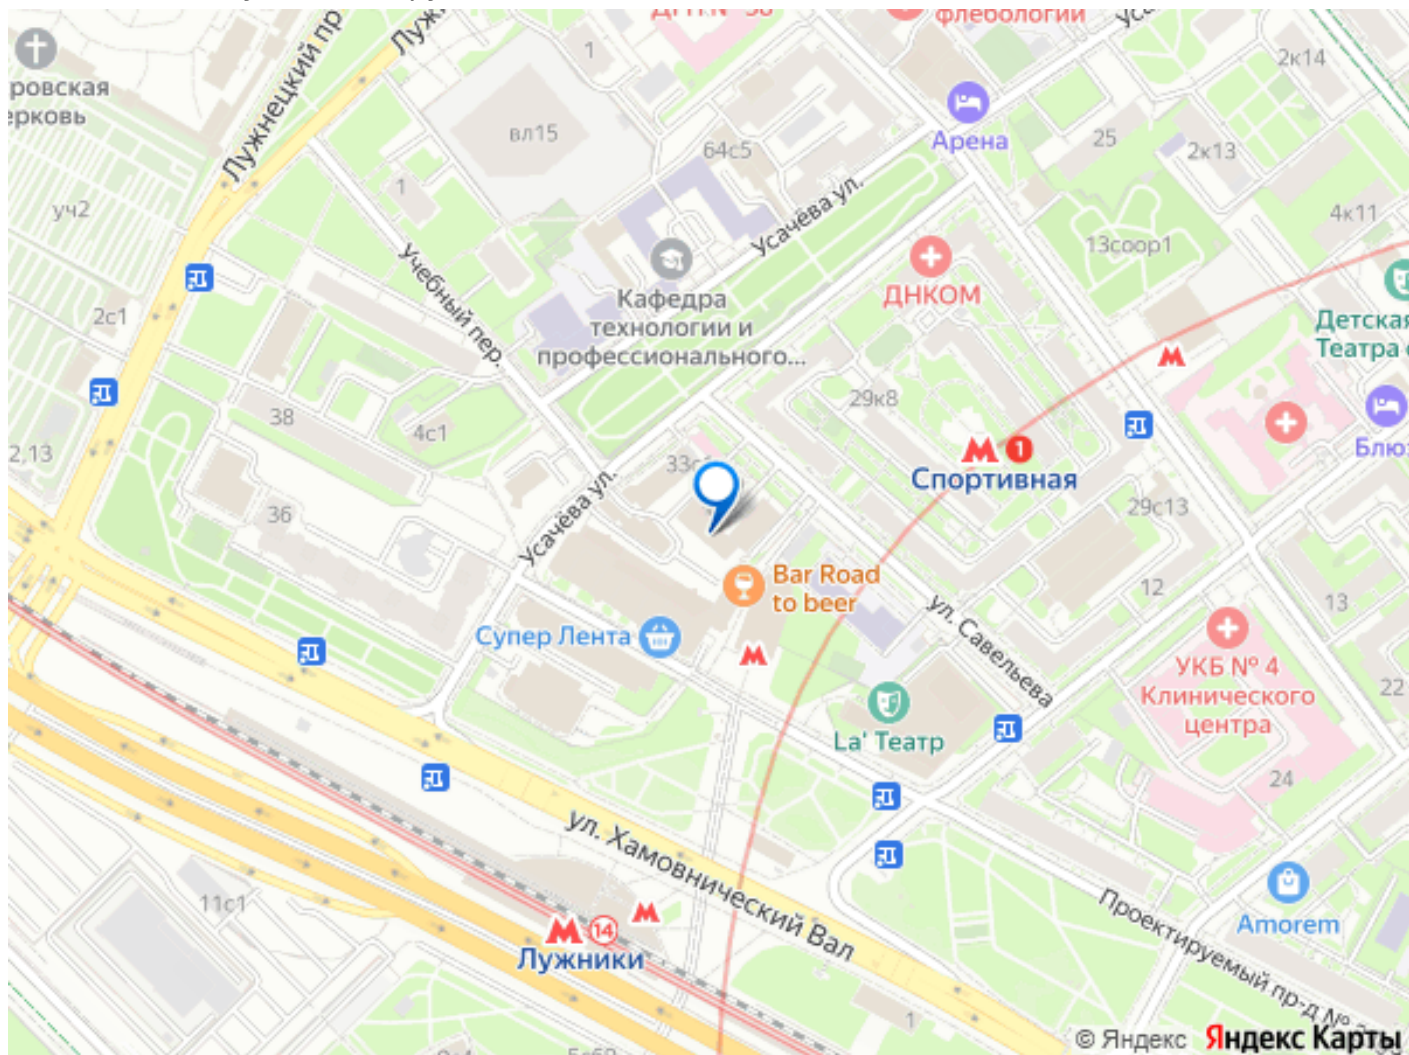 флебологии
2к14
1
ровская
ерковь
Лужнецкий пр
вл15
Арена
25
2к13
64с5
1
уч2
Усачёва ул.
4к11
13соор1
Учебный пер.
ДНКОМ
Кафедра
технологии и
профессионального...
2с1
Детская
Театра
29к8
38
4с1
2,13
Блюз
1
Спортивная
36
Усачёва ул.
29с13
Bar Road
to beer
12
13
Супер Лента
ул. Савельева
УКБ № 4
Клинического
центра
22
La' Театр
24
ул. Хамовнический Вал
11с1
Проектируемый пр-д №
Amorem
14
Лужники
1
© Яндекс Яндекс Карты